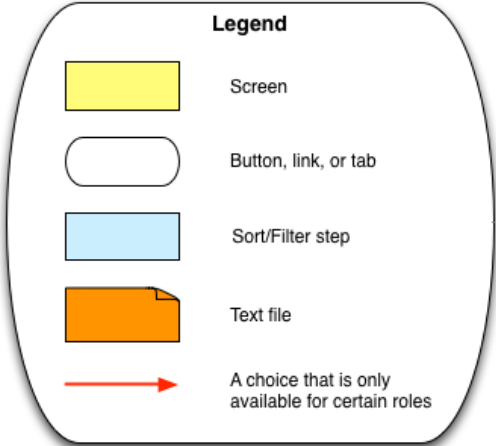 Legend
Screen
Button, link, or tab
Sort/Filter step
Text file
A choice that is only
available for certain roles